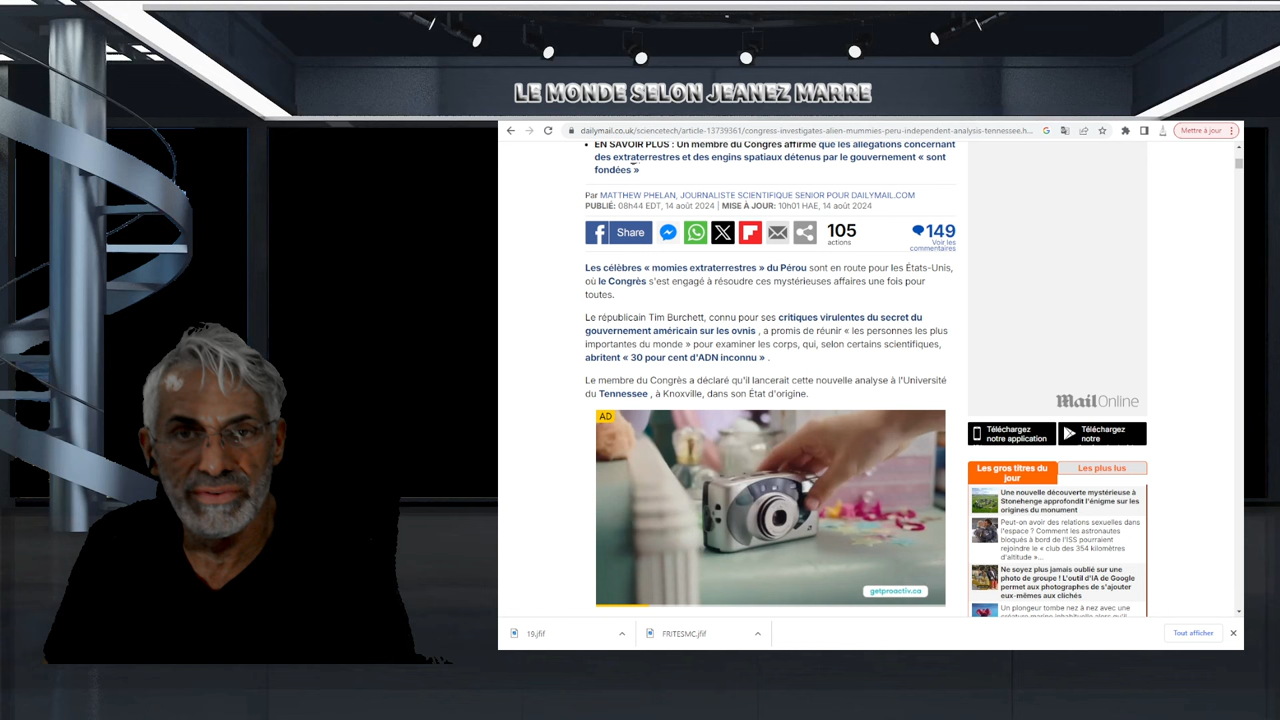 LE MONDE SELON JEANEZ MARRE
dailymail.co.uk/sciencetech/article-13739361/congress-investigates-alien-mummies-peru-independent-analysis-tennessee.h...
Mettre à jour
• EN SAVOIR PLUS : Un membre du Congrès affirme que les allégations concernant
des extraterrestres et des engins spatiaux détenus par le gouvernement « sont
fondées »
Par MATTHEW PHELAN, JOURNALISTE SCIENTIFIQUE SENIOR POUR DAILYMAIL.COM
PUBLIÉ: 08h44 EDT, 14 août 2024 | MISE À JOUR: 10h01 HAE, 14 août 2024
Share
105
actions
149
Voir les
commentaires
Les célèbres « momies extraterrestres » du Pérou sont en route pour les États-Unis,
où le Congrès s'est engagé à résoudre ces mystérieuses affaires une fois pour
toutes.
Le républicain Tim Burchett, connu pour ses critiques virulentes du secret du
gouvernement américain sur les ovnis , a promis de réunir « les personnes les plus
importantes du monde » pour examiner les corps, qui, selon certains scientifiques,
abritent « 30 pour cent d'ADN inconnu » .
Le membre du Congrès a déclaré qu'il lancerait cette nouvelle analyse à l'Université
du Tennessee , à Knoxville, dans son État d'origine.
AD
getproactiv.ca
Mail Online
Téléchargez
notre application
Téléchargez
notre
Les gros titres du
jour
Les plus lus
Une nouvelle découverte mystérieuse à
Stonehenge approfondit l'énigme sur les
origines du monument
Peut-on avoir des relations sexuelles dans
l'espace ? Comment les astronautes
bloqués à bord de l'ISS pourraient
rejoindre le « club des 354 kilomètres
d'altitude »...
Ne soyez plus jamais oublié sur une
photo de groupe ! L'outil d'IA de Google
permet aux photographes de s'ajouter
eux-mêmes aux clichés
Un plongeur tombe nez à nez avec une
19.jfif
FRITESMC.jfif
Tout afficher